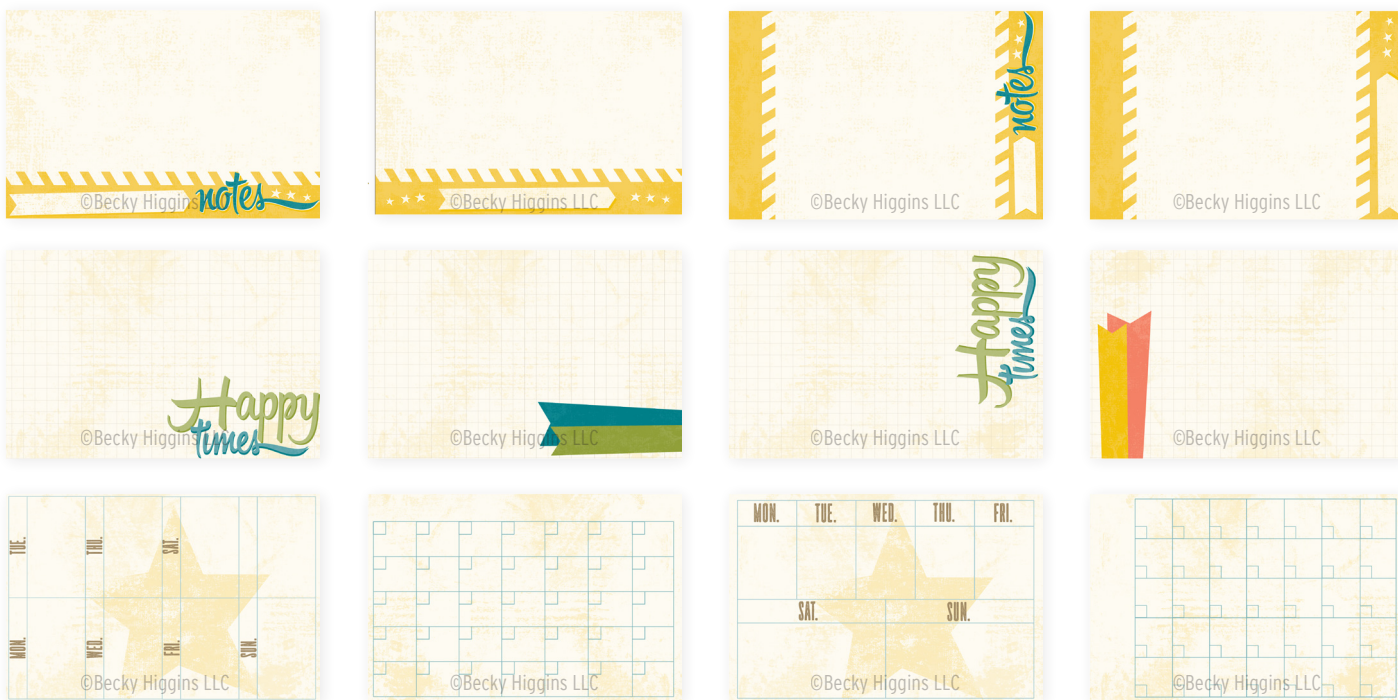 ©Becky Higgins LLC
notes
©Becky Higgins LLC
©Becky Higgins LLC
notes
©Becky Higgins LLC
©Becky Higgins LLC
Happy
times
©Becky Higgins LLC
©Becky Higgins LLC
Happy
times
©Becky Higgins LLC
TUE. THU. SAT.
MON. WED. FRI. SUN.
©Becky Higgins LLC
©Becky Higgins LLC
MON. TUE. WED. THU. FRI.
SAT. SUN.
©Becky Higgins LLC
©Becky Higgins LLC